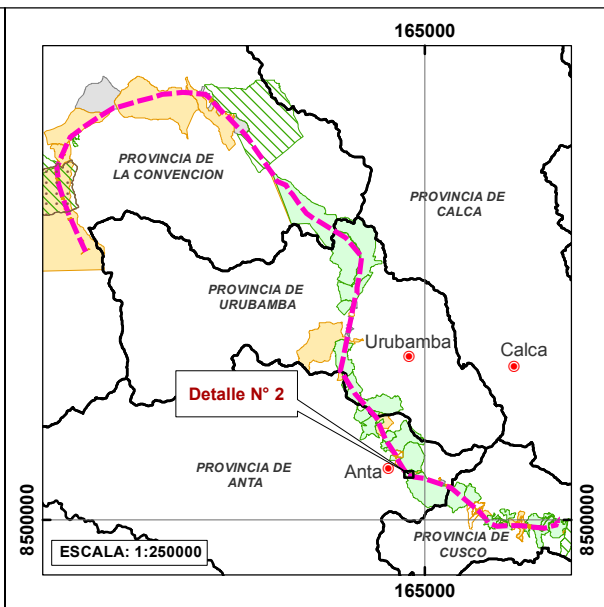 165000
PROVINCIA DE
LA CONVENCION
PROVINCIA DE
CALCA
PROVINCIA DE
URUBAMBA
Urubamba
Calca
Detalle N° 2
PROVINCIA DE
ANTA
Anta
8500000
8500000
PROVINCIA DE
CUSCO
ESCALA: 1:250000
165000